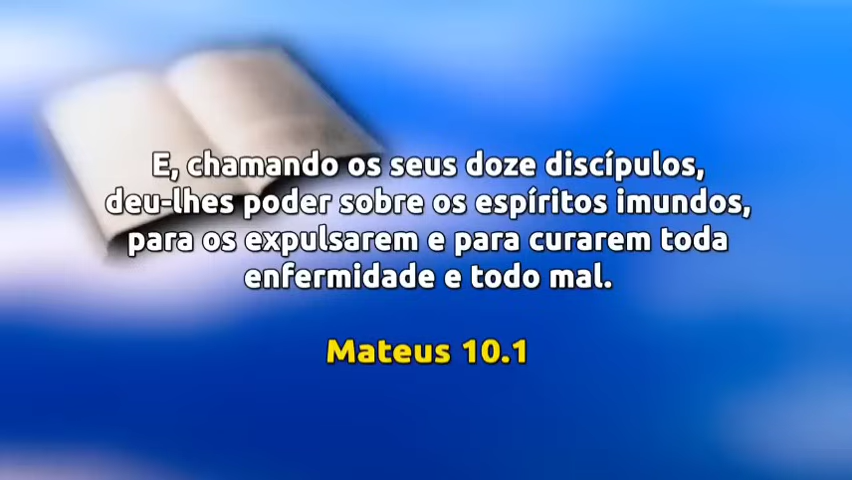 E, chamando os seus doze discípulos,
deu-lhes poder sobre os espíritos imundos,
para os expulsarem e para curarem toda
enfermidade e todo mal.
Mateus 10.1